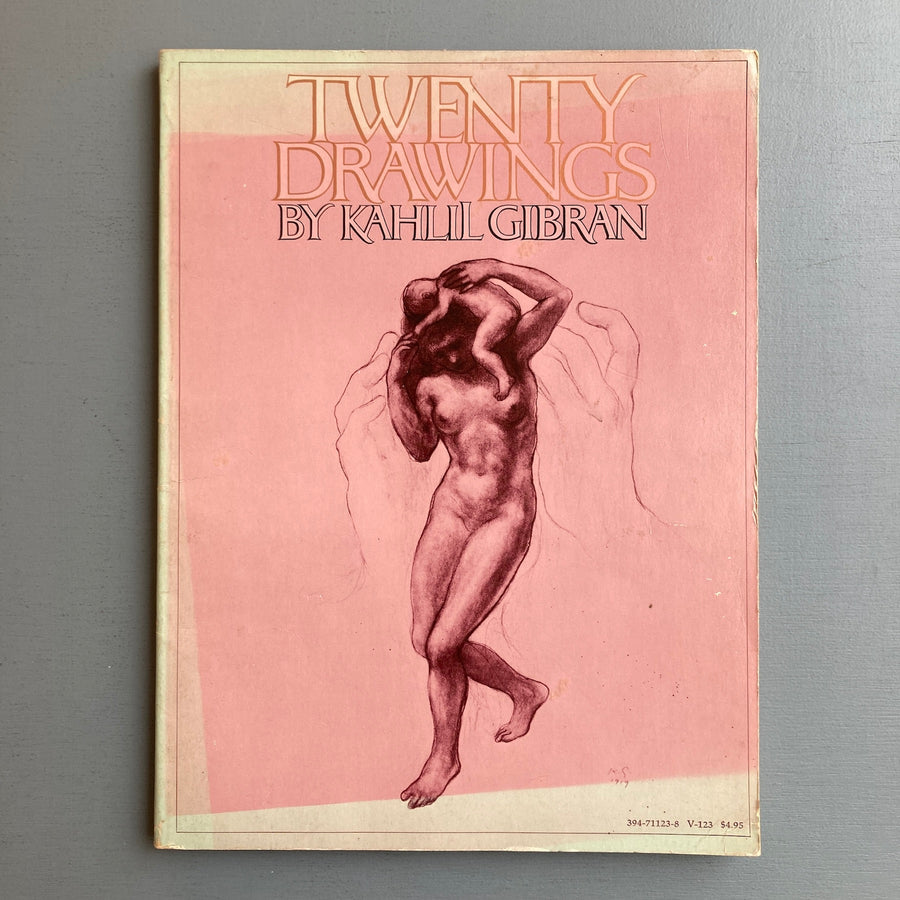 TWENTY
DRAWINGS
BY KAHLIL GIBRAN
394-71123-8 V-123 $4.95